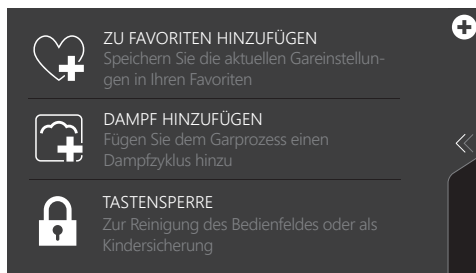 ZU FAVORITEN HINZUFÜGEN
Speichern Sie die aktuellen Gareinstellun-
gen in Ihren Favoriten
DAMPF HINZUFÜGEN
Fügen Sie dem Garprozess einen
Dampfzyklus hinzu
TASTENSPERRE
Zur Reinigung des Bedienfeldes oder als
Kindersicherung